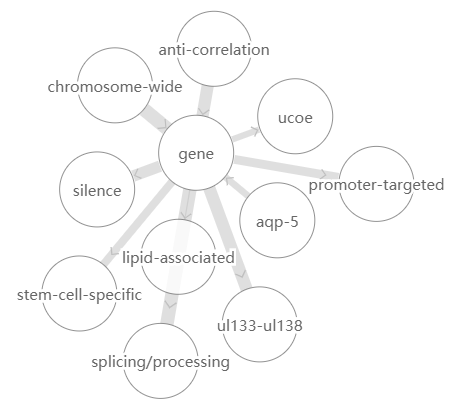 anti-correlation
chromosome-wide
ucoe
gene
promoter-targeted
silence
aqp-5
lipid-associated
stem-cell-specific
ul133-ul138
splicing/processing